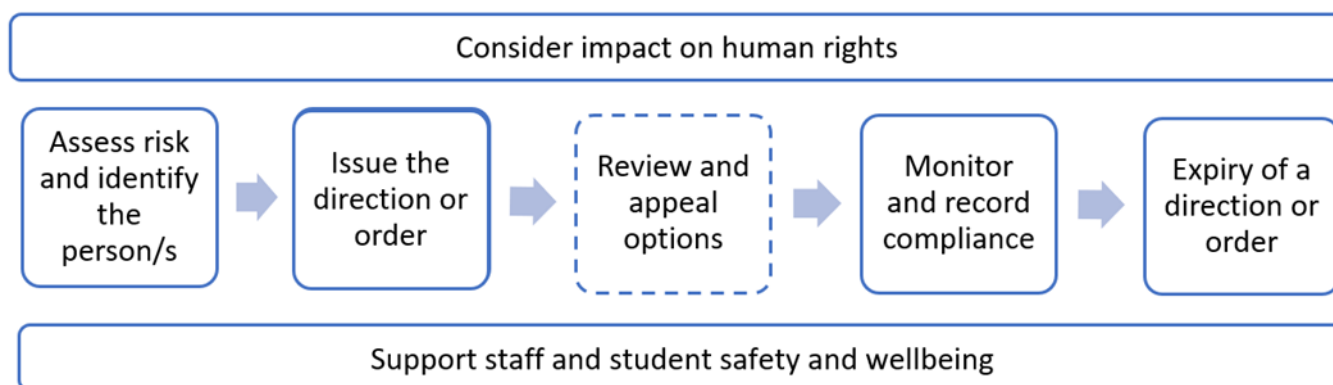 Consider impact on human rights
Assess risk
and identify
the
person/s
Issue the
direction or
order
Review and
appeal
options
Monitor
and record
compliance
Expiry of a
direction or
order
Support staff and student safety and wellbeing